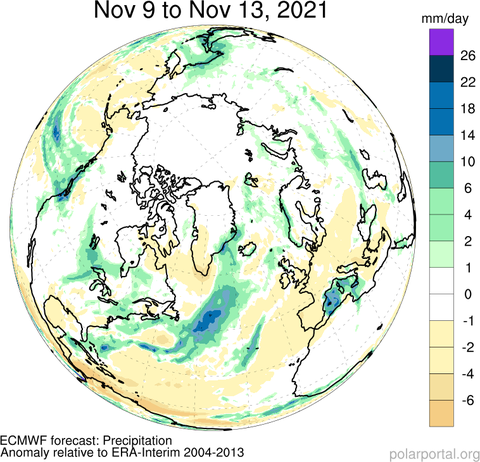 Nov 9 to Nov 13, 2021
mm/day
26
22
18
14
10
6
4
2
1
0
-1
-2
-4
-6
ECMWF forecast: Precipitation
Anomaly relative to ERA-Interim 2004-2013
polarportal.org